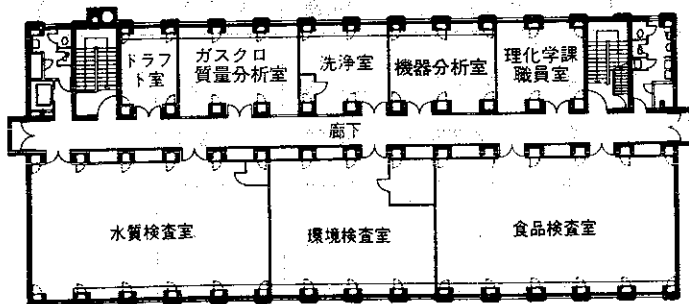 ドラフ
ト室
ガスクロ
質量分析室
洗浄室
機器分析室
理化学課
職員室
廊下
水質検査室
環境検査室
食品検査室